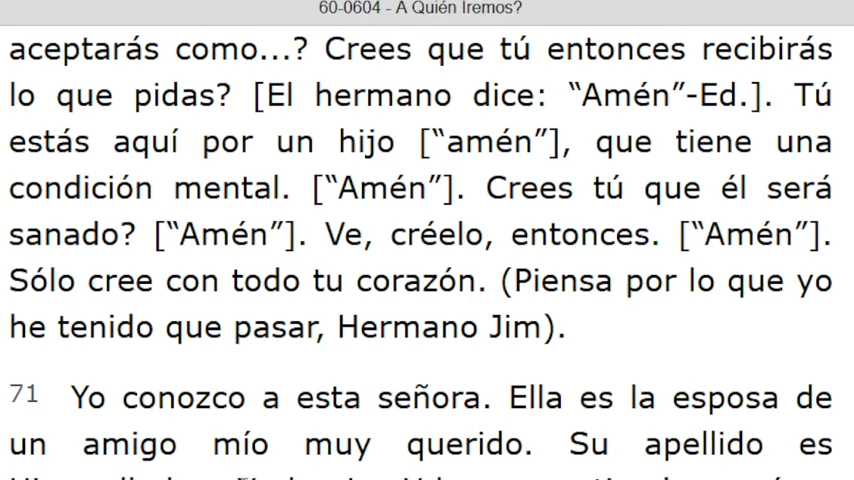 60-0604 - A Quién Iremos?
aceptarás como...? Crees que tú entonces recibirás
lo que pidas? [El hermano dice: “Amén”-Ed.]. Tú
estás aquí por un hijo [“amén”], que tiene una
condición mental. [“Amén”]. Crees tú que él será
sanado? [“Amén”]. Ve, créelo, entonces. [“Amén”].
Sólo cree con todo tu corazón. (Piensa por lo que yo
he tenido que pasar, Hermano Jim).
71 Yo conozco a esta señora. Ella es la esposa de
un amigo mío muy querido. Su apellido es